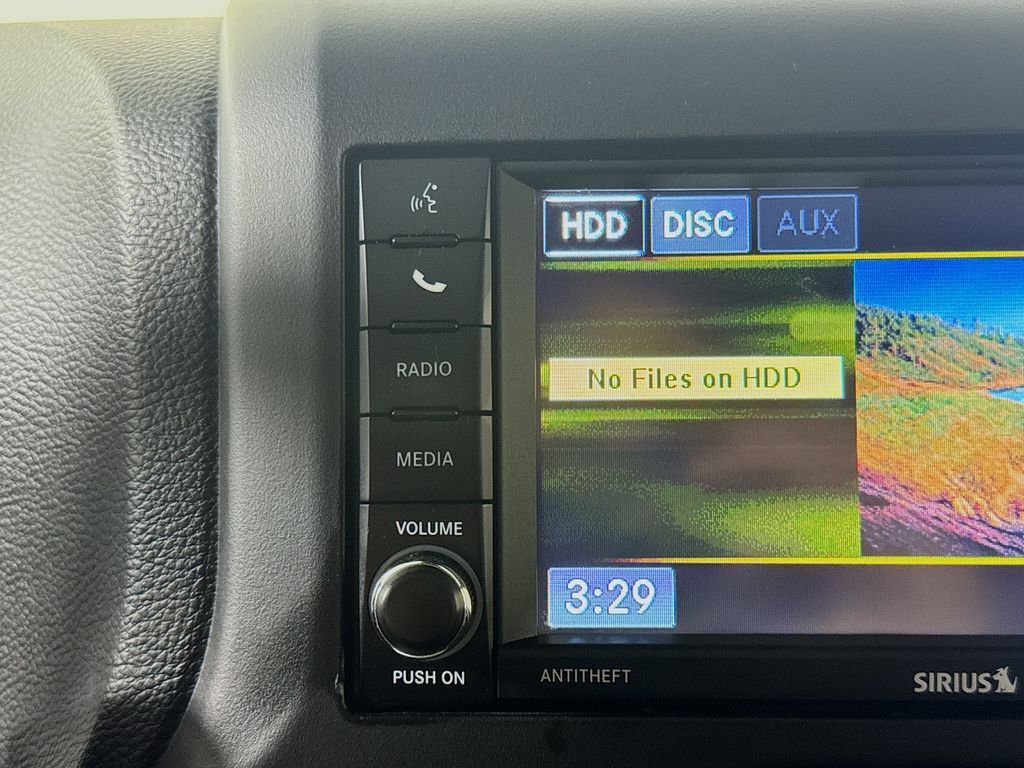 HDD DISC AUX
No Files on HDD
RADIO
MEDIA
VOLUME
3:29
PUSH ON
ANTITHEFT
SIRIUS